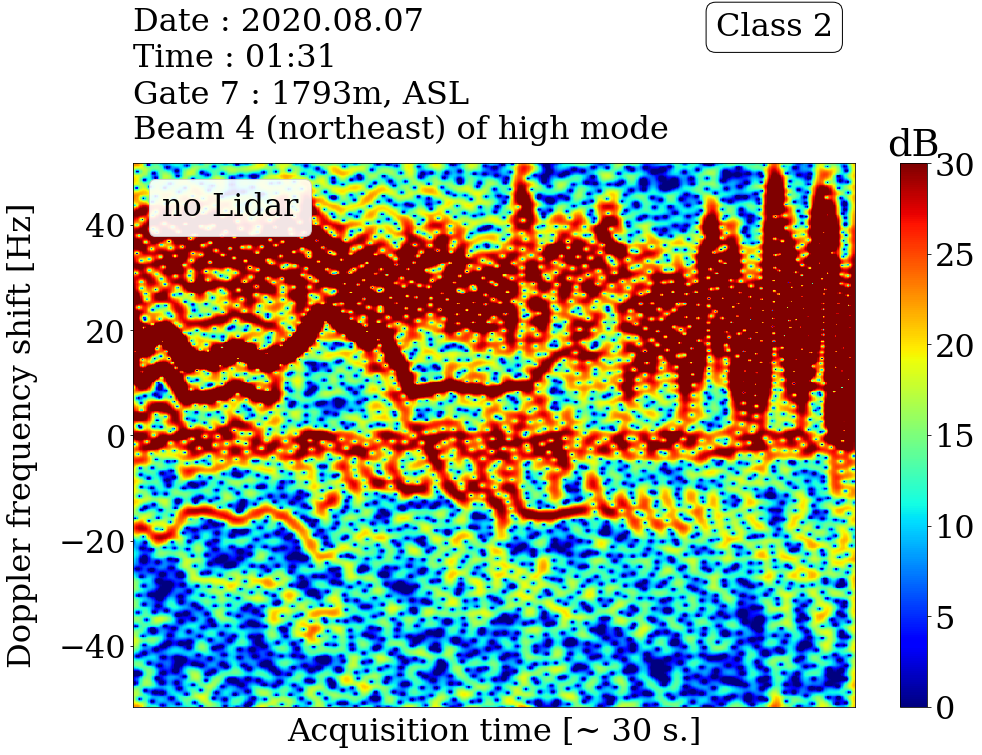 Date : 2020.08.07
Time : 01:31
Gate 7 : 1793m, ASL
Beam 4 (northeast) of high mode
Class 2
dB
no Lidar
Doppler frequency shift [Hz]
40
20
0
−20
−40
30
25
20
15
10
5
0
Acquisition time [~ 30 s.]